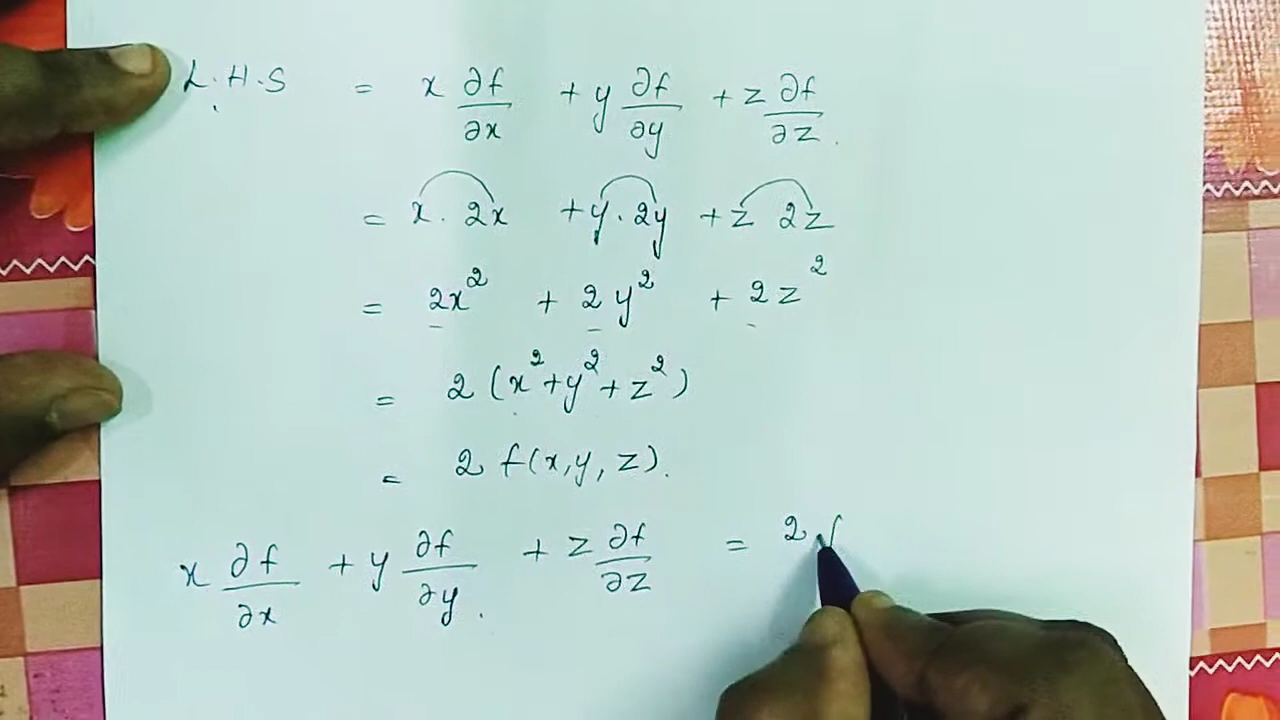 L.H.S = x ∂f/∂x + y ∂f/∂y + z ∂f/∂z.
= x . 2x + y . 2y + z 2z
= 2x² + 2y² + 2z²
= 2 (x² + y² + z²)
= 2 f(x, y, z).
x ∂f/∂x + y ∂f/∂y. + z ∂f/∂z = 2 f